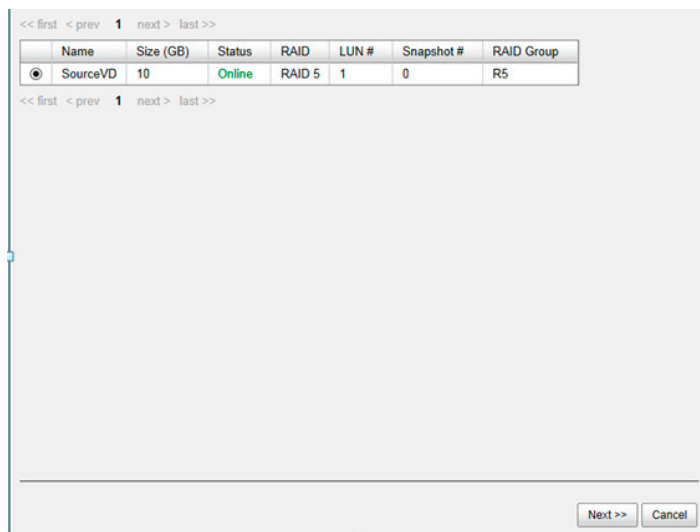 << first < prev 1 next > last >>
Name Size (GB) Status RAID LUN # Snapshot # RAID Group
SourceVD 10 Online RAID 5 1 0 R5
<< first < prev 1 next > last >>
Next >> Cancel